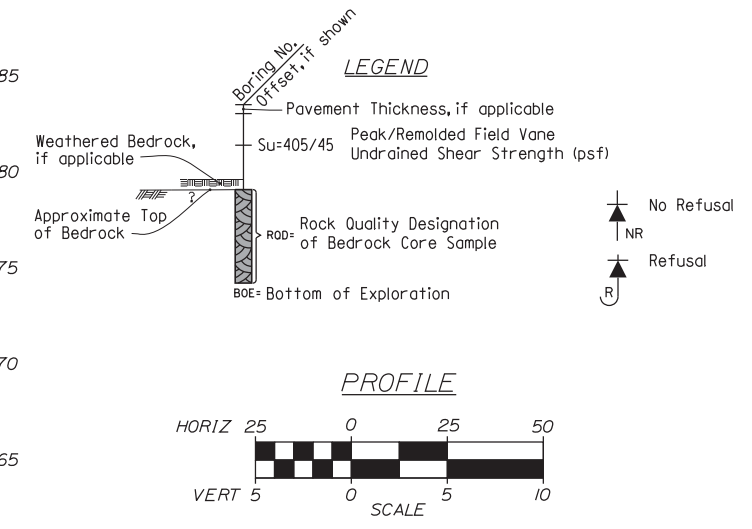 85
80
75
70
65
LEGEND
Boring No.
Offset, if shown
Pavement Thickness, if applicable
Su=405/45
Peak/Remolded Field Vane
Undrained Shear Strength (psf)
Weathered Bedrock,
if applicable
?
Approximate Top
of Bedrock
RQD=
Rock Quality Designation
of Bedrock Core Sample
BOE= Bottom of Exploration
No Refusal
NR
Refusal
R
PROFILE
HORIZ 25 0 25 50
VERT 5 0 5 10
SCALE